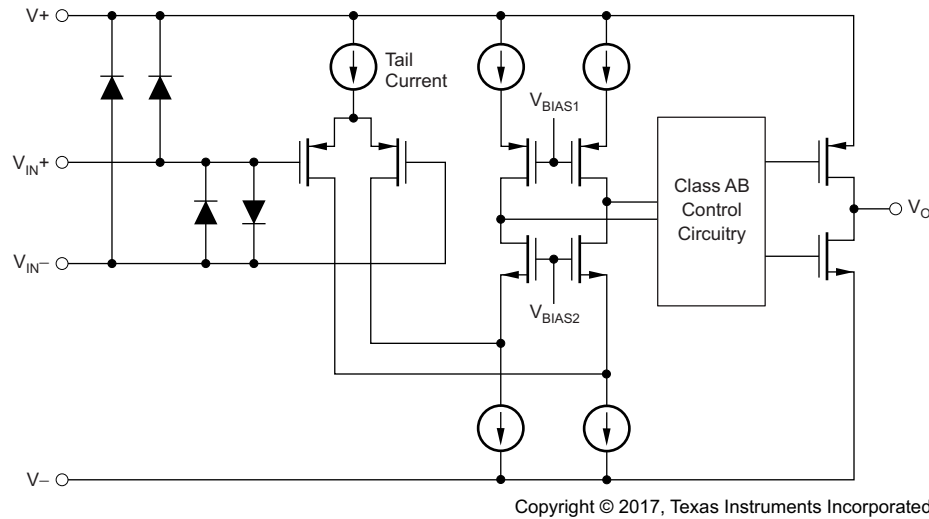 V+
Tail
Current
VBIAS1
VIN+
Class AB
Control
Circuitry
VO
VIN–
VBIAS2
V–
Copyright © 2017, Texas Instruments Incorporated